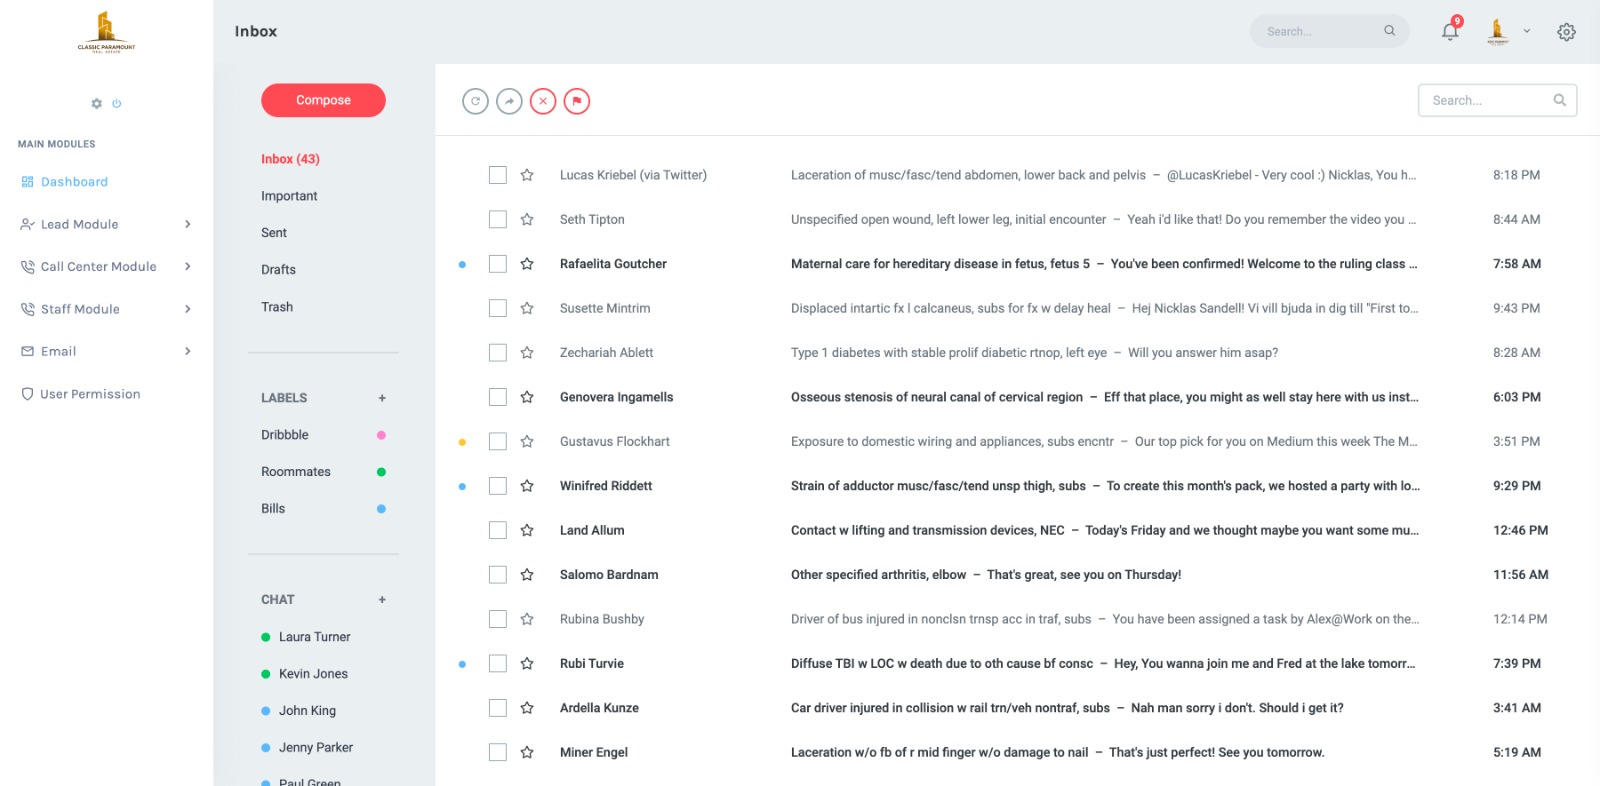 CLASSIC PARAMOUNT
REAL ESTATE
MAIN MODULES
Dashboard
Lead Module
Call Center Module
Staff Module
Email
User Permission
Inbox
Search...
9
Compose
Inbox (43)
Important
Sent
Drafts
Trash
LABELS +
Dribbble
Roommates
Bills
CHAT +
Laura Turner
Kevin Jones
John King
Jenny Parker
Paul Green
Search...
Lucas Kriebel (via Twitter) Laceration of musc/fasc/tend abdomen, lower back and pelvis – @LucasKriebel - Very cool :) Nicklas, You h... 8:18 PM
Seth Tipton Unspecified open wound, left lower leg, initial encounter – Yeah i'd like that! Do you remember the video you ... 8:44 AM
Rafaelita Goutcher Maternal care for hereditary disease in fetus, fetus 5 – You've been confirmed! Welcome to the ruling class ... 7:58 AM
Susette Mintrim Displaced intartic fx l calcaneus, subs for fx w delay heal – Hej Nicklas Sandell! Vi vill bjuda in dig till "First to... 9:43 PM
Zechariah Ablett Type 1 diabetes with stable prolif diabetic rtnop, left eye – Will you answer him asap? 8:28 AM
Genovera Ingamells Osseous stenosis of neural canal of cervical region – Eff that place, you might as well stay here with us inst... 6:03 PM
Gustavus Flockhart Exposure to domestic wiring and appliances, subs encntr – Our top pick for you on Medium this week The M... 3:51 PM
Winifred Riddett Strain of adductor musc/fasc/tend unsp thigh, subs – To create this month's pack, we hosted a party with lo... 9:29 PM
Land Allum Contact w lifting and transmission devices, NEC – Today's Friday and we thought maybe you want some mu... 12:46 PM
Salomo Bardnam Other specified arthritis, elbow – That's great, see you on Thursday! 11:56 AM
Rubina Bushby Driver of bus injured in nonclsn trnsp acc in traf, subs – You have been assigned a task by Alex@Work on the... 12:14 PM
Rubi Turvie Diffuse TBI w LOC w death due to oth cause bf consc – Hey, You wanna join me and Fred at the lake tomorr... 7:39 PM
Ardella Kunze Car driver injured in collision w rail trn/veh nontraf, subs – Nah man sorry i don't. Should i get it? 3:41 AM
Miner Engel Laceration w/o fb of r mid finger w/o damage to nail – That's just perfect! See you tomorrow. 5:19 AM